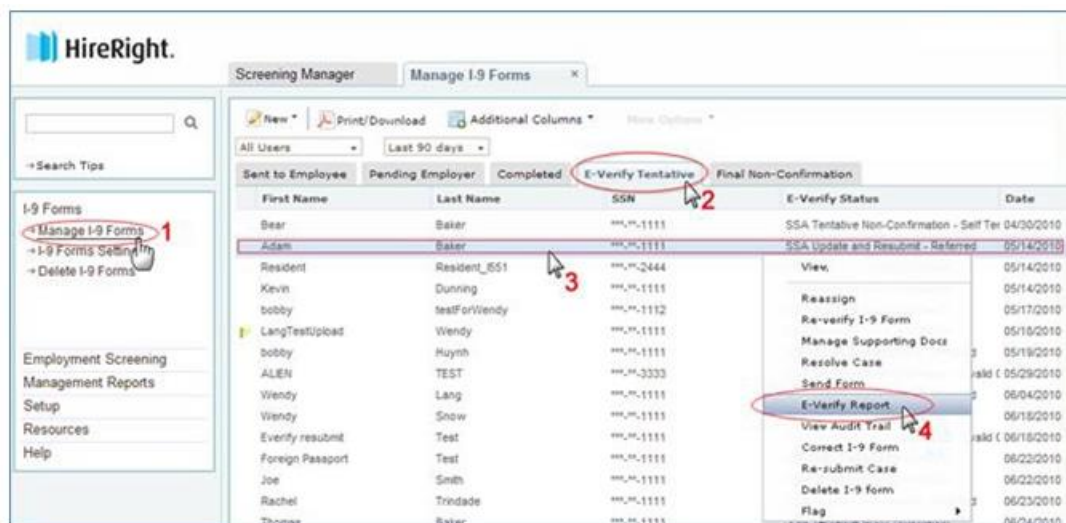 HireRight.
Screening Manager Manage I-9 Forms ×
New Print/Download Additional Columns More Options
All Users Last 90 days
→Search Tips
Sent to Employee Pending Employer Completed E-Verify Tentative Final Non-Confirmation
2
First Name Last Name SSN E-Verify Status Date
I-9 Forms
→Manage I-9 Forms 1
→I-9 Forms Settin
→Delete I-9 Forms
Bear Baker ***-**-1111 SSA Tentative Non-Confirmation - Self Ter 04/30/2010
Adam Baker ***-**-1111 SSA Update and Resubmit - Referred 05/14/2010
3
Resident Resident_I551 ***-**-2444 05/14/2010
Kevin Dunning ***-**-1111 05/14/2010
bobby testForWendy ***-**-1112 05/17/2010
LangTestUpload Wendy ***-**-1111 05/18/2010
bobby Huynh ***-**-1111 05/19/2010
ALIEN TEST ***-**-3333 valid ( 05/29/2010
Wendy Lang ***-**-1111 06/04/2010
Wendy Snow ***-**-1111 06/18/2010
Everify resubmit Test ***-**-1111 valid ( 06/18/2010
Foreign Passport Test ***-**-1111 06/22/2010
Joe Smith ***-**-1111 06/22/2010
Rachel Trindade ***-**-1111 06/23/2010
Thomas Baker ***-**-1111 06/24/2010
View,
Reassign
Re-verify I-9 Form
Manage Supporting Docs
Resolve Case
Send Form
E-Verify Report
4
View Audit Trail
Correct I-9 Form
Re-submit Case
Delete I-9 form
Flag
Employment Screening
Management Reports
Setup
Resources
Help